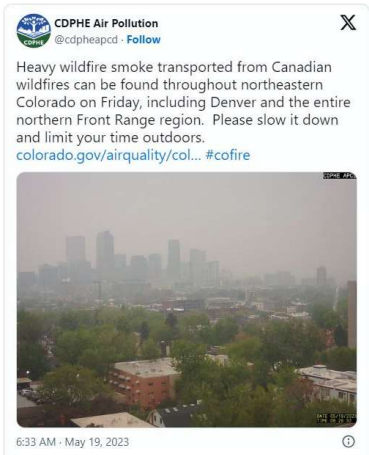 CDPHE Air Pollution
@cdpheapcd · Follow
Heavy wildfire smoke transported from Canadian
wildfires can be found throughout northeastern
Colorado on Friday, including Denver and the entire
northern Front Range region. Please slow it down
and limit your time outdoors.
colorado.gov/airquality/col... #cofire
CDPHE
CDPHE APC
6:33 AM · May 19, 2023